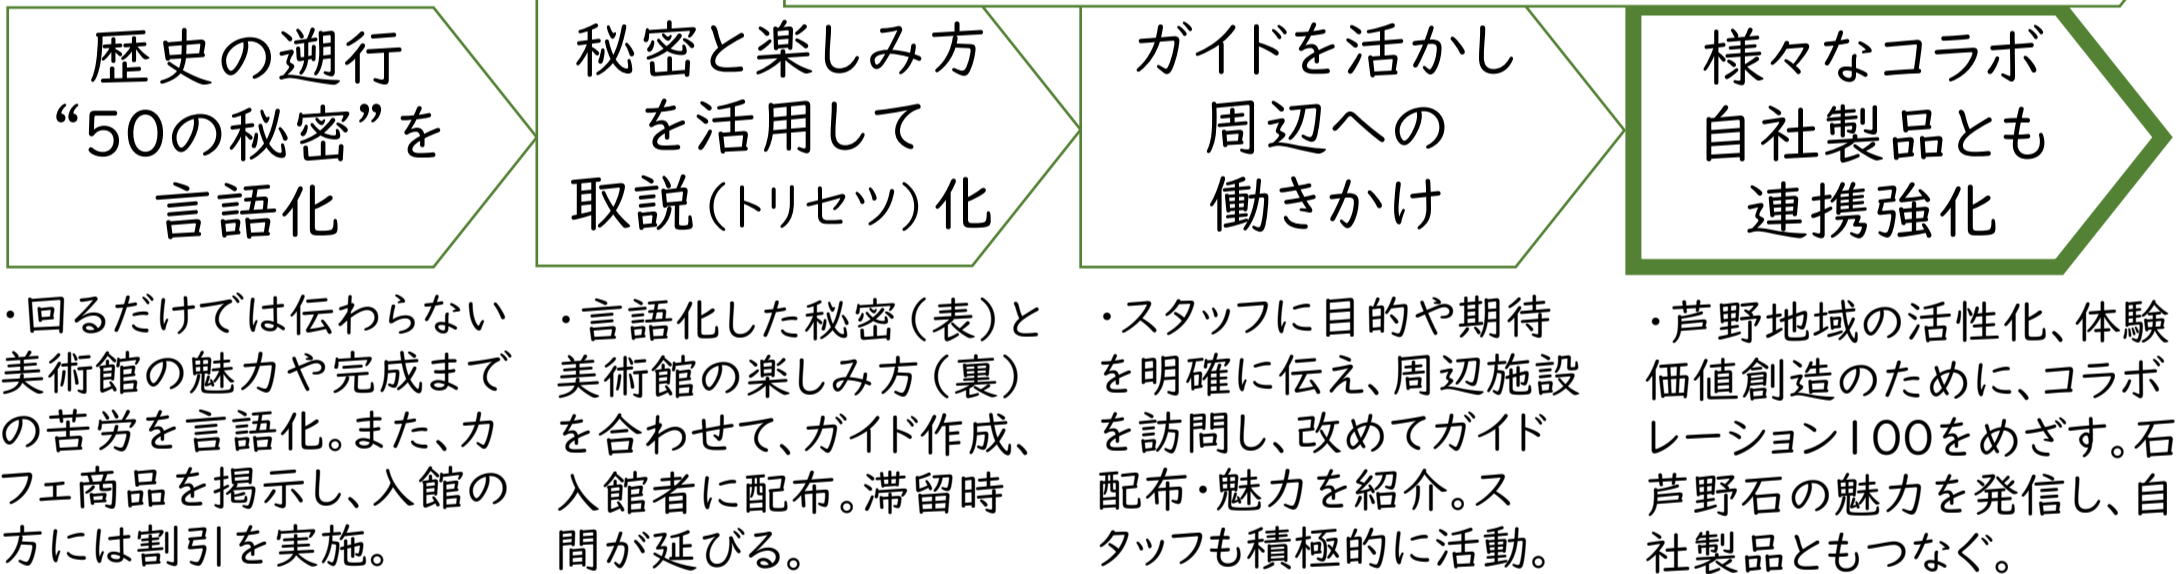 歴史の遡行
“50の秘密”を
言語化
秘密と楽しみ方
を活用して
取説（トリセツ）化
ガイドを活かし
周辺への
働きかけ
様々なコラボ
自社製品とも
連携強化
・回るだけでは伝わらない
美術館の魅力や完成まで
の苦労を言語化。また、カ
フェ商品を掲示し、入館の
方には割引を実施。
・言語化した秘密（表）と
美術館の楽しみ方（裏）
を合わせて、ガイド作成、
入館者に配布。滞留時
間が延びる。
・スタッフに目的や期待
を明確に伝え、周辺施設
を訪問し、改めてガイド
配布・魅力を紹介。ス
タッフも積極的に活動。
・芦野地域の活性化、体験
価値創造のために、コラボ
レーション100をめざす。石
芦野石の魅力を発信し、自
社製品ともつなぐ。